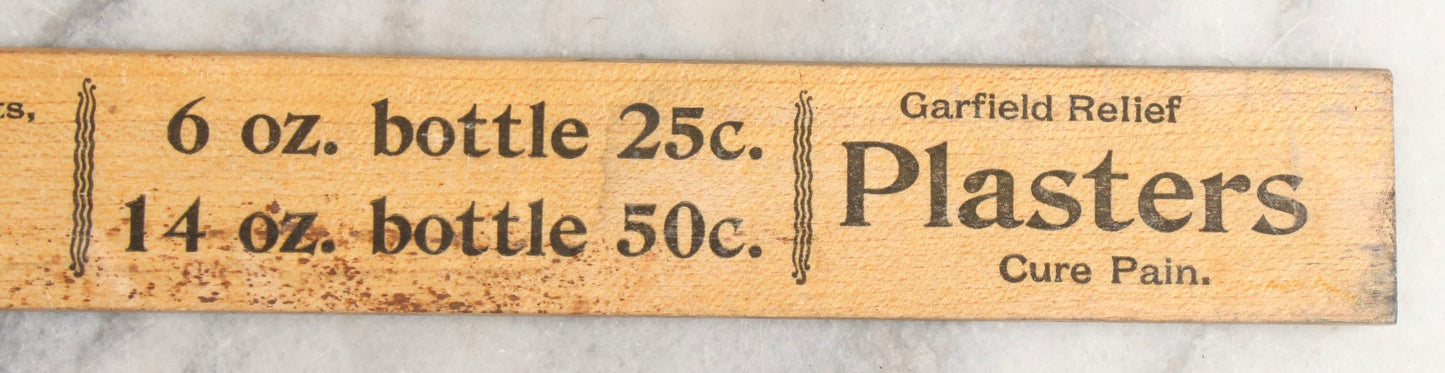 6 oz. bottle 25c.
14 oz. bottle 50c.
Garfield Relief
Plasters
Cure Pain.